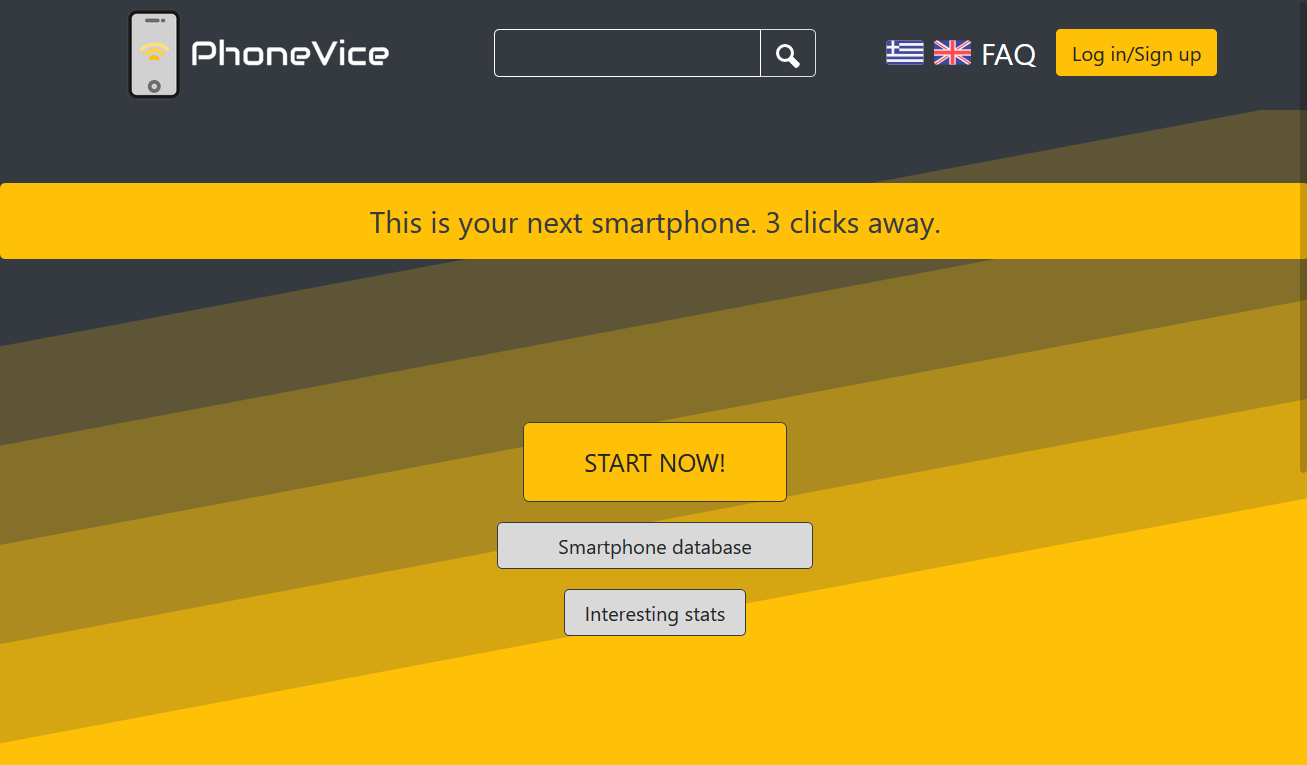 PhoneVice
FAQ
Log in/Sign up
This is your next smartphone. 3 clicks away.
START NOW!
Smartphone database
Interesting stats